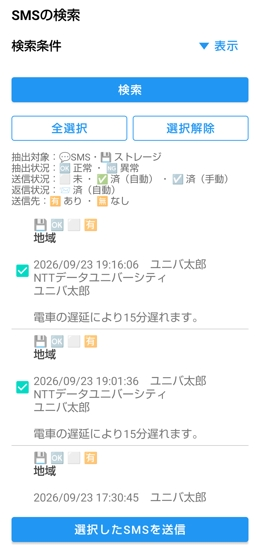 SMSの検索
検索条件
▼ 表示
検索
全選択
選択解除
抽出対象：💬SMS・💾ストレージ
抽出状況：🆗 正常・🆖 異常
送信状況：⬜ 未・✅ 済（自動）・☑️ 済（手動）
返信状況：✉️ 済（自動）
送信先：🈶 あり・🈚 なし
💾 🆗 ⬜ 🈶
地域
2026/09/23 19:16:06　ユニバ太郎
NTTデータユニバーシティ
ユニバ太郎
電車の遅延により15分遅れます。
💾 🆗 ⬜ 🈶
地域
2026/09/23 19:01:36　ユニバ太郎
NTTデータユニバーシティ
ユニバ太郎
電車の遅延により15分遅れます。
💾 🆗 ⬜ 🈶
地域
2026/09/23 17:30:45　ユニバ太郎
選択したSMSを送信